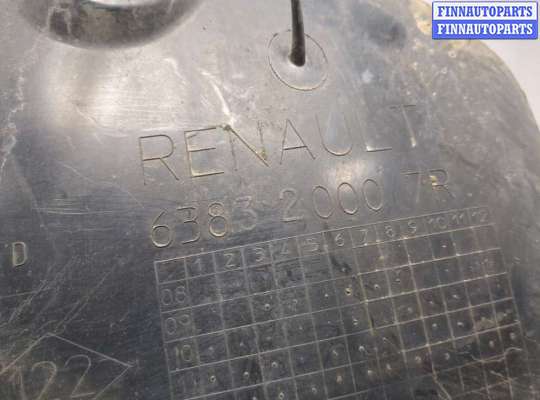 FINNAUTOPARTS
FINNAUTOPARTS
RENAULT
638320007R
D
1 2 3 4 5 6 7 8 9 10 11 12
08
09
10
11